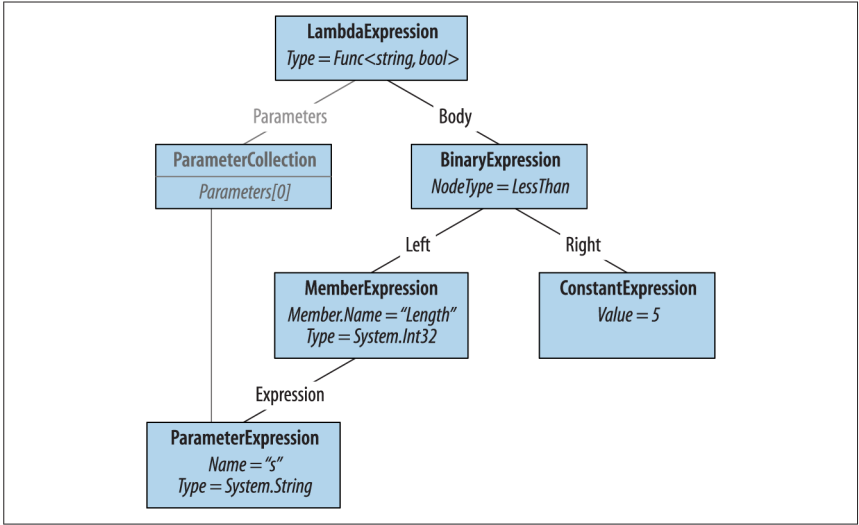 LambdaExpression
Type = Func<string, bool>
Parameters
Body
ParameterCollection
Parameters[0]
BinaryExpression
NodeType = LessThan
Left
Right
MemberExpression
Member.Name = “Length”
Type = System.Int32
ConstantExpression
Value = 5
Expression
ParameterExpression
Name = “s”
Type = System.String